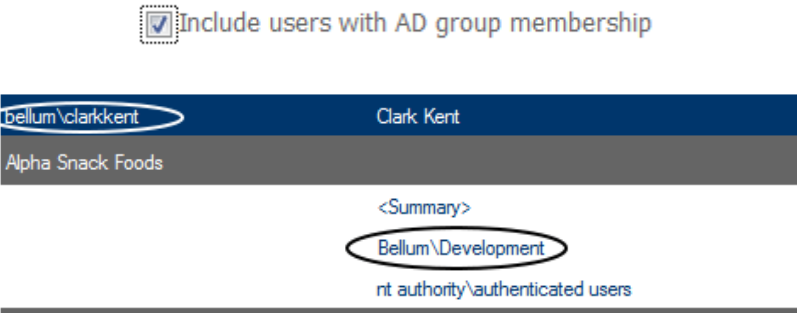 Include users with AD group membership
bellum\clarkkent Clark Kent
Alpha Snack Foods
<Summary>
Bellum\Development
nt authority\authenticated users